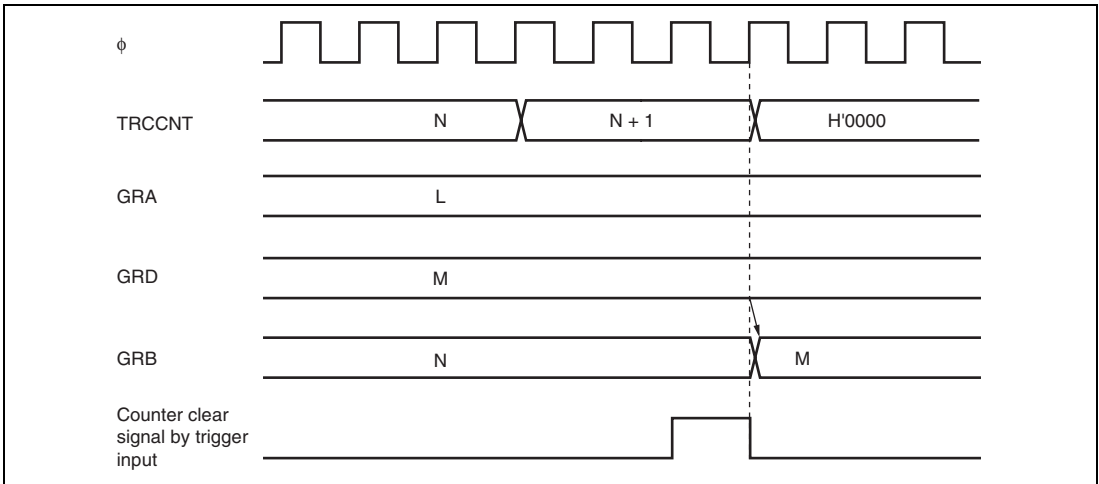 ϕ
TRCCNT N N + 1 H'0000
GRA L
GRD M
GRB N M
Counter clear
signal by trigger
input